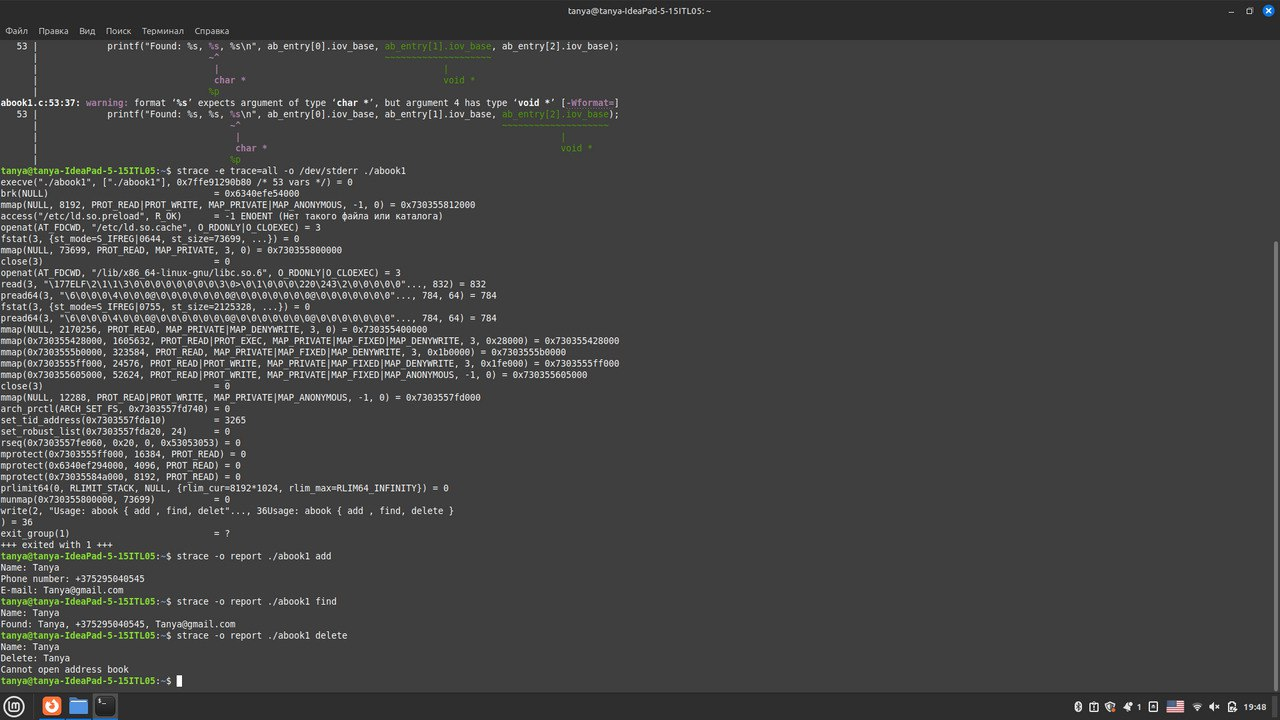 tanya@tanya-IdeaPad-5-15ITL05: ~
Файл Правка Вид Поиск Терминал Справка
53 | printf("Found: %s, %s, %s\n", ab_entry[0].iov_base, ab_entry[1].iov_base, ab_entry[2].iov_base);
| ~^ ~~~~~~~~~~~~~~~~~~~~
| | |
| char * void *
| %p
abook1.c:53:37: warning: format ‘%s’ expects argument of type ‘char *’, but argument 4 has type ‘void *’ [-Wformat=]
53 | printf("Found: %s, %s, %s\n", ab_entry[0].iov_base, ab_entry[1].iov_base, ab_entry[2].iov_base);
| ~^ ~~~~~~~~~~~~~~~~~~~~
| | |
| char * void *
| %p
tanya@tanya-IdeaPad-5-15ITL05:~$ strace -e trace=all -o /dev/stderr ./abook1
execve("./abook1", ["./abook1"], 0x7ffe91290b80 /* 53 vars */) = 0
brk(NULL) = 0x6340efe54000
mmap(NULL, 8192, PROT_READ|PROT_WRITE, MAP_PRIVATE|MAP_ANONYMOUS, -1, 0) = 0x730355812000
access("/etc/ld.so.preload", R_OK) = -1 ENOENT (Нет такого файла или каталога)
openat(AT_FDCWD, "/etc/ld.so.cache", O_RDONLY|O_CLOEXEC) = 3
fstat(3, {st_mode=S_IFREG|0644, st_size=73699, ...}) = 0
mmap(NULL, 73699, PROT_READ, MAP_PRIVATE, 3, 0) = 0x730355800000
close(3) = 0
openat(AT_FDCWD, "/lib/x86_64-linux-gnu/libc.so.6", O_RDONLY|O_CLOEXEC) = 3
read(3, "\177ELF\2\1\1\3\0\0\0\0\0\0\0\0\3\0>\0\1\0\0\0\220\243\2\0\0\0\0\0"..., 832) = 832
pread64(3, "\6\0\0\0\4\0\0\0@\0\0\0\0\0\0\0@\0\0\0\0\0\0\0@\0\0\0\0\0\0\0"..., 784, 64) = 784
fstat(3, {st_mode=S_IFREG|0755, st_size=2125328, ...}) = 0
pread64(3, "\6\0\0\0\4\0\0\0@\0\0\0\0\0\0\0@\0\0\0\0\0\0\0@\0\0\0\0\0\0\0"..., 784, 64) = 784
mmap(NULL, 2170256, PROT_READ, MAP_PRIVATE|MAP_DENYWRITE, 3, 0) = 0x730355400000
mmap(0x730355428000, 1605632, PROT_READ|PROT_EXEC, MAP_PRIVATE|MAP_FIXED|MAP_DENYWRITE, 3, 0x28000) = 0x730355428000
mmap(0x7303555b0000, 323584, PROT_READ, MAP_PRIVATE|MAP_FIXED|MAP_DENYWRITE, 3, 0x1b0000) = 0x7303555b0000
mmap(0x7303555ff000, 24576, PROT_READ|PROT_WRITE, MAP_PRIVATE|MAP_FIXED|MAP_DENYWRITE, 3, 0x1fe000) = 0x7303555ff000
mmap(0x730355605000, 52624, PROT_READ|PROT_WRITE, MAP_PRIVATE|MAP_FIXED|MAP_ANONYMOUS, -1, 0) = 0x730355605000
close(3) = 0
mmap(NULL, 12288, PROT_READ|PROT_WRITE, MAP_PRIVATE|MAP_ANONYMOUS, -1, 0) = 0x7303557fd000
arch_prctl(ARCH_SET_FS, 0x7303557fd740) = 0
set_tid_address(0x7303557fda10) = 3265
set_robust_list(0x7303557fda20, 24) = 0
rseq(0x7303557fe060, 0x20, 0, 0x53053053) = 0
mprotect(0x7303555ff000, 16384, PROT_READ) = 0
mprotect(0x6340ef294000, 4096, PROT_READ) = 0
mprotect(0x73035584a000, 8192, PROT_READ) = 0
prlimit64(0, RLIMIT_STACK, NULL, {rlim_cur=8192*1024, rlim_max=RLIM64_INFINITY}) = 0
munmap(0x730355800000, 73699) = 0
write(2, "Usage: abook { add , find, delet"..., 36Usage: abook { add , find, delete }
) = 36
exit_group(1) = ?
+++ exited with 1 +++
tanya@tanya-IdeaPad-5-15ITL05:~$ strace -o report ./abook1 add
Name: Tanya
Phone number: +375295040545
E-mail: Tanya@gmail.com
tanya@tanya-IdeaPad-5-15ITL05:~$ strace -o report ./abook1 find
Name: Tanya
Found: Tanya, +375295040545, Tanya@gmail.com
tanya@tanya-IdeaPad-5-15ITL05:~$ strace -o report ./abook1 delete
Name: Tanya
Delete: Tanya
Cannot open address book
tanya@tanya-IdeaPad-5-15ITL05:~$
1 19:48